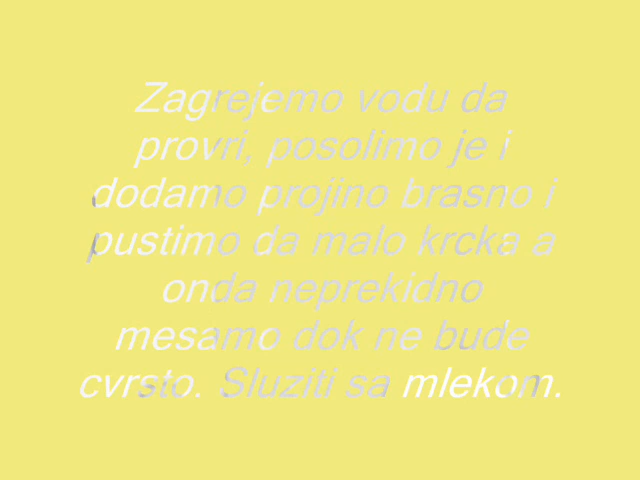 Zagrejemo vodu da
provri, posolimo je i
dodamo projino brasno i
pustimo da malo krcka a
onda neprekidno
mesamo dok ne bude
cvrsto. Sluziti sa mlekom.